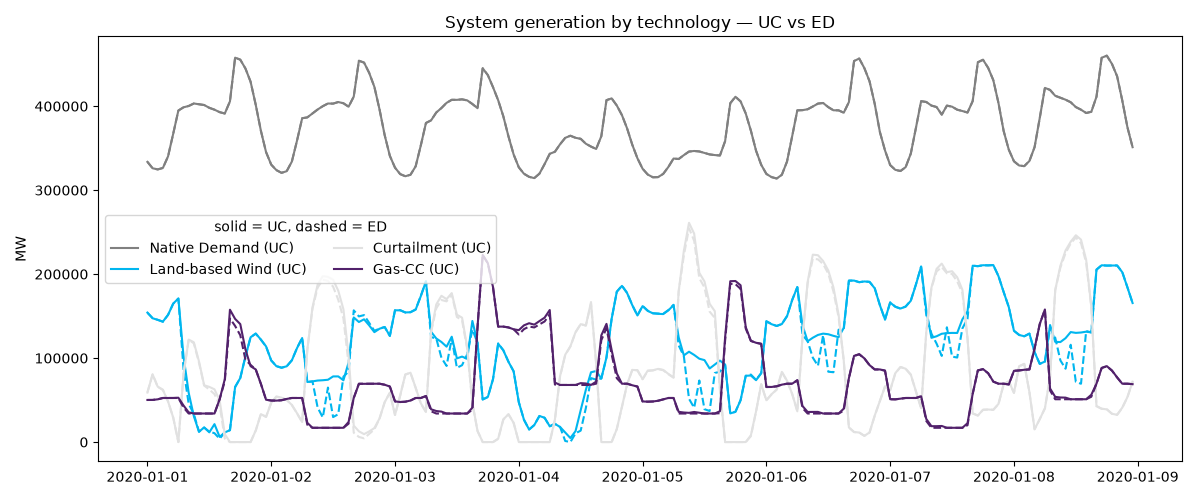 System generation by technology — UC vs ED
MW
400000
300000
200000
100000
0
solid = UC, dashed = ED
Native Demand (UC)
Land-based Wind (UC)
Curtailment (UC)
Gas-CC (UC)
2020-01-01 2020-01-02 2020-01-03 2020-01-04 2020-01-05 2020-01-06 2020-01-07 2020-01-08 2020-01-09